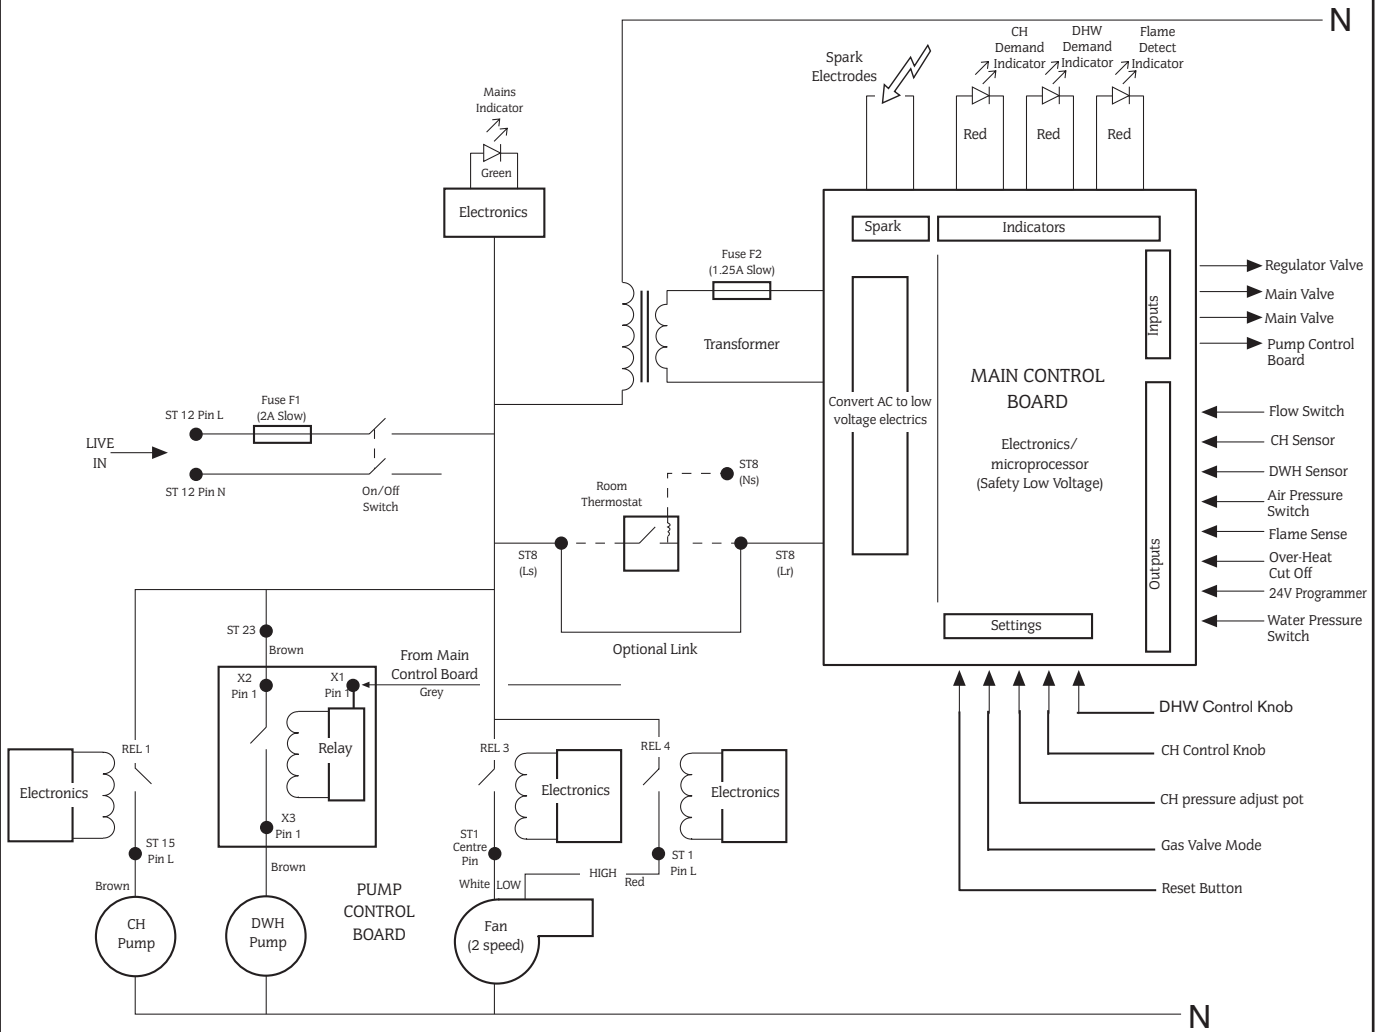 N
Spark
Electrodes
CH
Demand
Indicator
DHW
Demand
Indicator
Flame
Detect
Indicator
Mains
Indicator
Green
Electronics
Red
Red
Red
Spark
Indicators
Fuse F2
(1.25A Slow)
Transformer
Convert AC to low
voltage electrics
MAIN CONTROL
BOARD
Electronics/
microprocessor
(Safety Low Voltage)
Inputs
Outputs
Settings
Regulator Valve
Main Valve
Main Valve
Pump Control
Board
Flow Switch
CH Sensor
DWH Sensor
Air Pressure
Switch
Flame Sense
Over-Heat
Cut Off
24V Programmer
Water Pressure
Switch
LIVE
IN
ST 12 Pin L
Fuse F1
(2A Slow)
ST 12 Pin N
On/Off
Switch
Room
Thermostat
ST8
(Ns)
ST8
(Ls)
ST8
(Lr)
Optional Link
ST 23
Brown
X2
Pin 1
X1
Pin 1
From Main
Control Board
Grey
Relay
X3
Pin 1
Brown
REL 1
Electronics
ST 15
Pin L
Brown
REL 3
Electronics
REL 4
Electronics
ST1
Centre
Pin
ST 1
Pin L
White
LOW
HIGH
Red
CH
Pump
DWH
Pump
PUMP
CONTROL
BOARD
Fan
(2 speed)
DHW Control Knob
CH Control Knob
CH pressure adjust pot
Gas Valve Mode
Reset Button
N